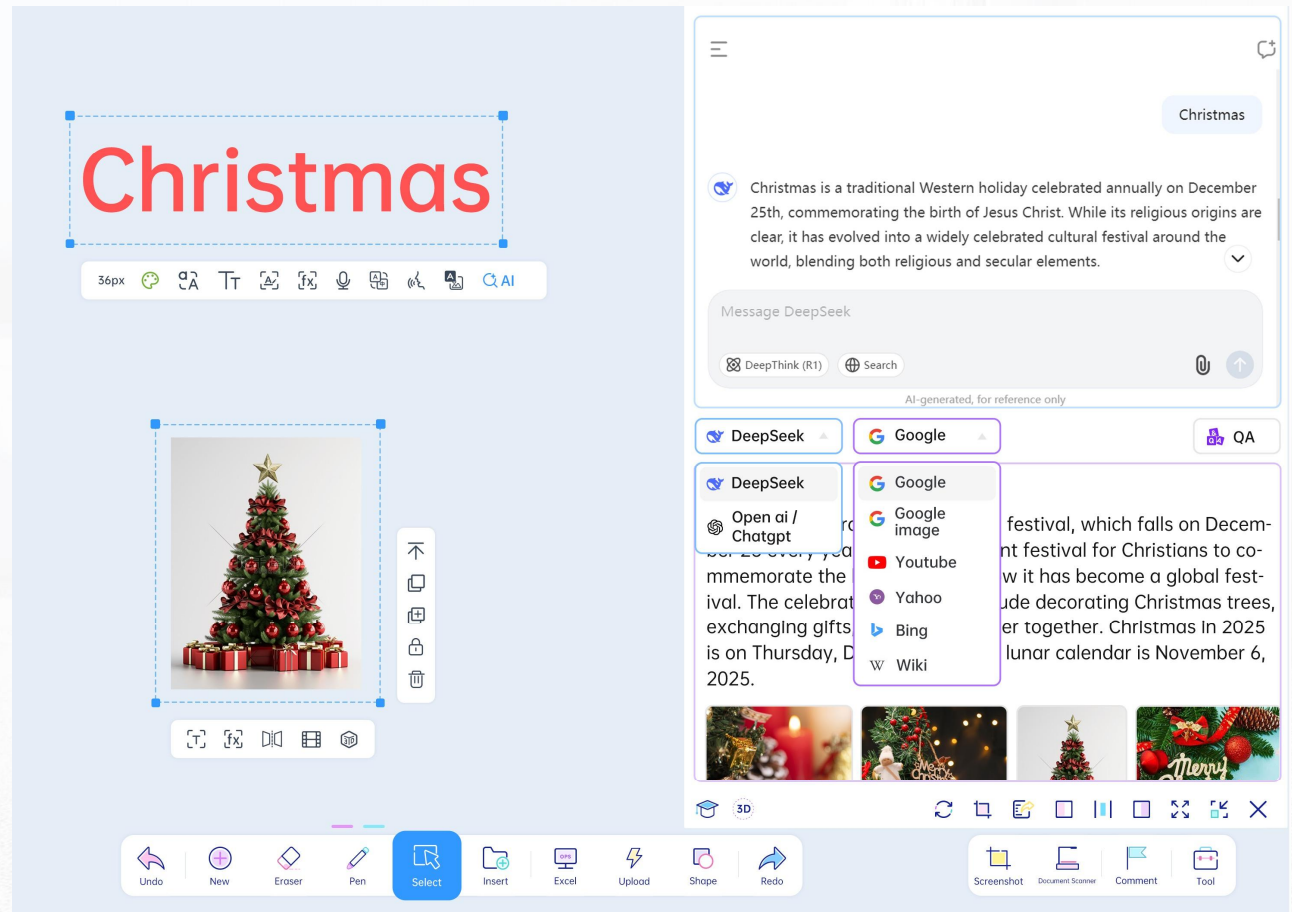 Christmas
36px
AI
Christmas
Christmas is a traditional Western holiday celebrated annually on December
25th, commemorating the birth of Jesus Christ. While its religious origins are
clear, it has evolved into a widely celebrated cultural festival around the
world, blending both religious and secular elements.
Message DeepSeek
DeepThink (R1)
Search
AI-generated, for reference only
DeepSeek
Google
QA
DeepSeek
Open ai /
Chatgpt
Google
Google
image
Youtube
Yahoo
Bing
Wiki
festival, which falls on Decem-
nt festival for Christians to co-
mmemorate the
w it has become a global fest-
ival. The celebrat
ude decorating Christmas trees,
exchanging gifts,
er together. Christmas In 2025
is on Thursday, D
lunar calendar is November 6,
2025.
Merry
3D
Undo
New
Eraser
Pen
Select
Insert
OPS
Excel
Upload
Shape
Redo
Screenshot
Document Scanner
Comment
Tool